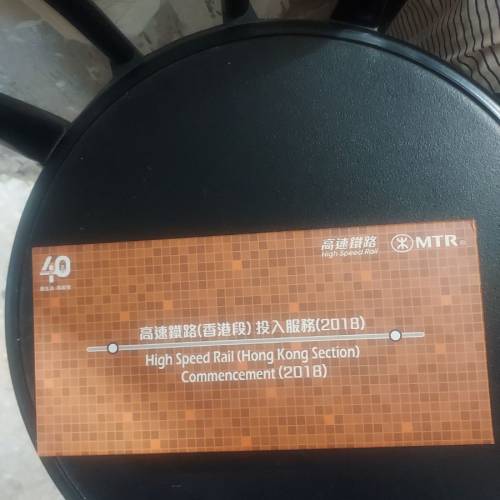 40
高速鐵路
High Speed Rail
MTR
高速鐵路(香港段) 投入服務(2018)
High Speed Rail (Hong Kong Section)
Commencement (2018)